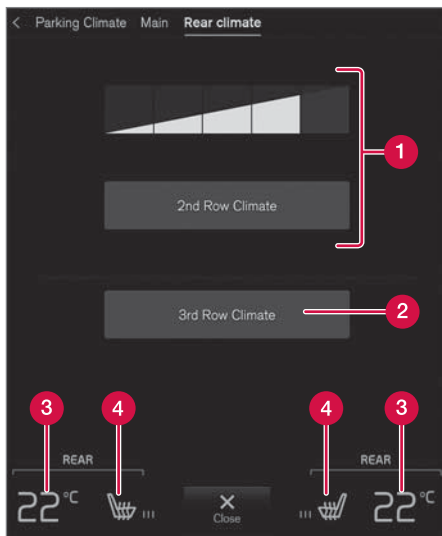 < Parking Climate Main Rear climate
1
2nd Row Climate
2
3rd Row Climate
3 4 4 3
REAR REAR
22°C 22°C
Close